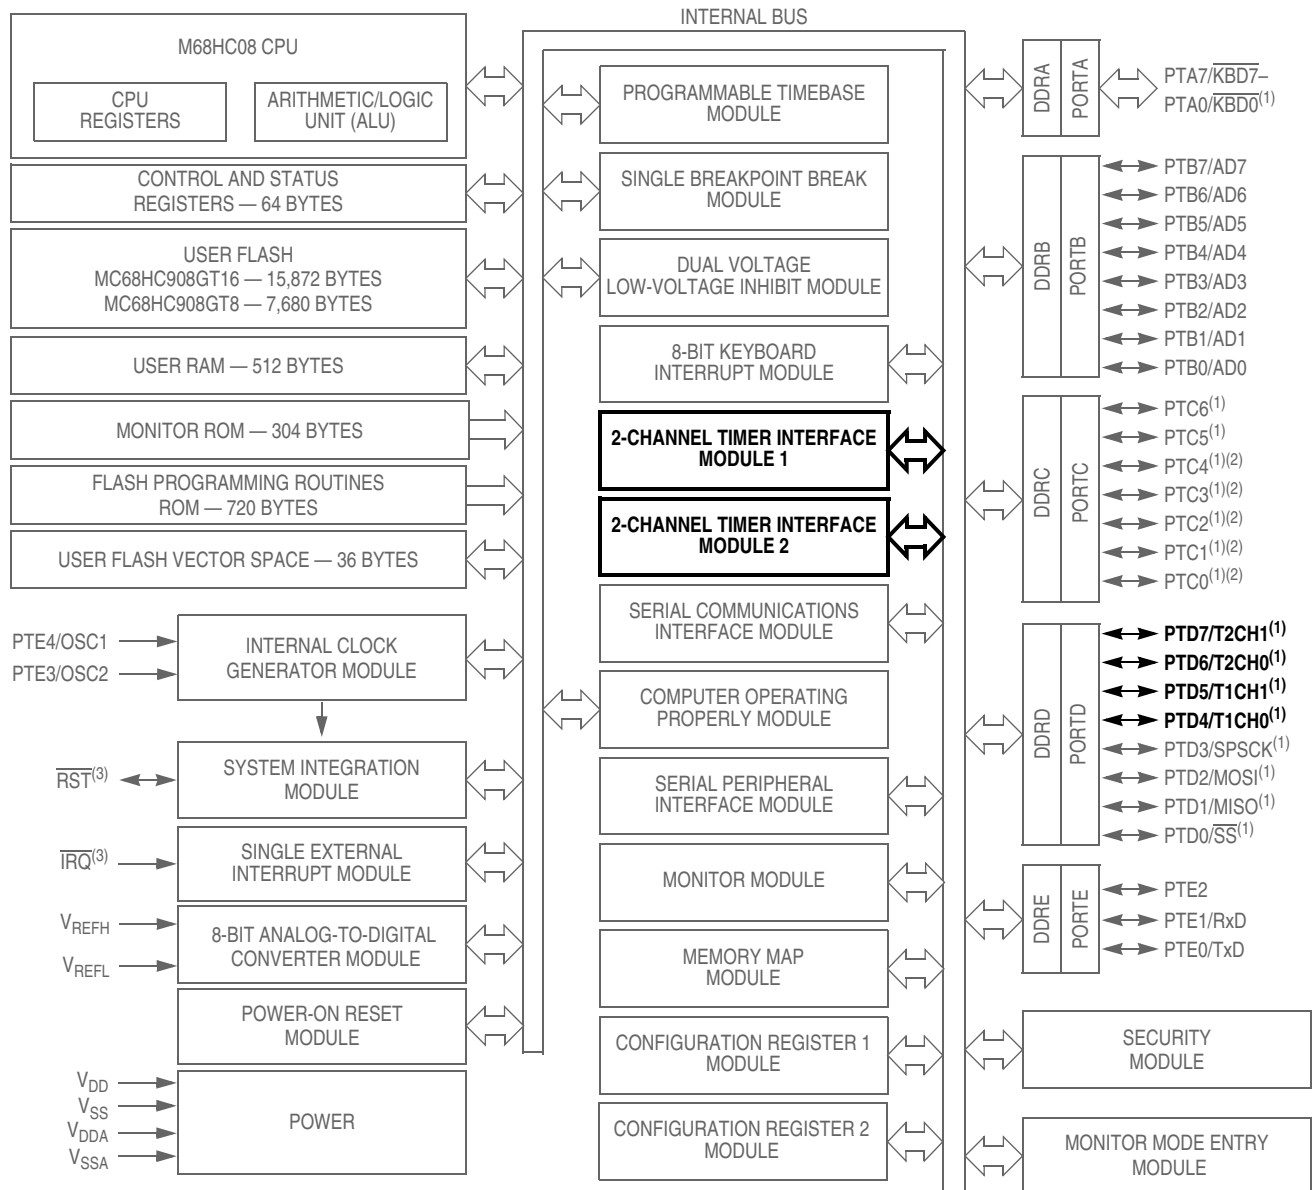 INTERNAL BUS
M68HC08 CPU
CPU
REGISTERS
ARITHMETIC/LOGIC
UNIT (ALU)
CONTROL AND STATUS
REGISTERS — 64 BYTES
USER FLASH
MC68HC908GT16 — 15,872 BYTES
MC68HC908GT8 — 7,680 BYTES
USER RAM — 512 BYTES
MONITOR ROM — 304 BYTES
FLASH PROGRAMMING ROUTINES
ROM — 720 BYTES
USER FLASH VECTOR SPACE — 36 BYTES
PTE4/OSC1
PTE3/OSC2
INTERNAL CLOCK
GENERATOR MODULE
RST(3)
SYSTEM INTEGRATION
MODULE
IRQ(3)
SINGLE EXTERNAL
INTERRUPT MODULE
VREFH
VREFL
8-BIT ANALOG-TO-DIGITAL
CONVERTER MODULE
POWER-ON RESET
MODULE
VDD
VSS
VDDA
VSSA
POWER
PROGRAMMABLE TIMEBASE
MODULE
SINGLE BREAKPOINT BREAK
MODULE
DUAL VOLTAGE
LOW-VOLTAGE INHIBIT MODULE
8-BIT KEYBOARD
INTERRUPT MODULE
2-CHANNEL TIMER INTERFACE
MODULE 1
2-CHANNEL TIMER INTERFACE
MODULE 2
SERIAL COMMUNICATIONS
INTERFACE MODULE
COMPUTER OPERATING
PROPERLY MODULE
SERIAL PERIPHERAL
INTERFACE MODULE
MONITOR MODULE
MEMORY MAP
MODULE
CONFIGURATION REGISTER 1
MODULE
CONFIGURATION REGISTER 2
MODULE
DDRA
PORTA
PTA7/KBD7–
PTA0/KBD0(1)
DDRB
PORTB
PTB7/AD7
PTB6/AD6
PTB5/AD5
PTB4/AD4
PTB3/AD3
PTB2/AD2
PTB1/AD1
PTB0/AD0
DDRC
PORTC
PTC6(1)
PTC5(1)
PTC4(1)(2)
PTC3(1)(2)
PTC2(1)(2)
PTC1(1)(2)
PTC0(1)(2)
DDRD
PORTD
PTD7/T2CH1(1)
PTD6/T2CH0(1)
PTD5/T1CH1(1)
PTD4/T1CH0(1)
PTD3/SPSCK(1)
PTD2/MOSI(1)
PTD1/MISO(1)
PTD0/SS(1)
DDRE
PORTE
PTE2
PTE1/RxD
PTE0/TxD
SECURITY
MODULE
MONITOR MODE ENTRY
MODULE